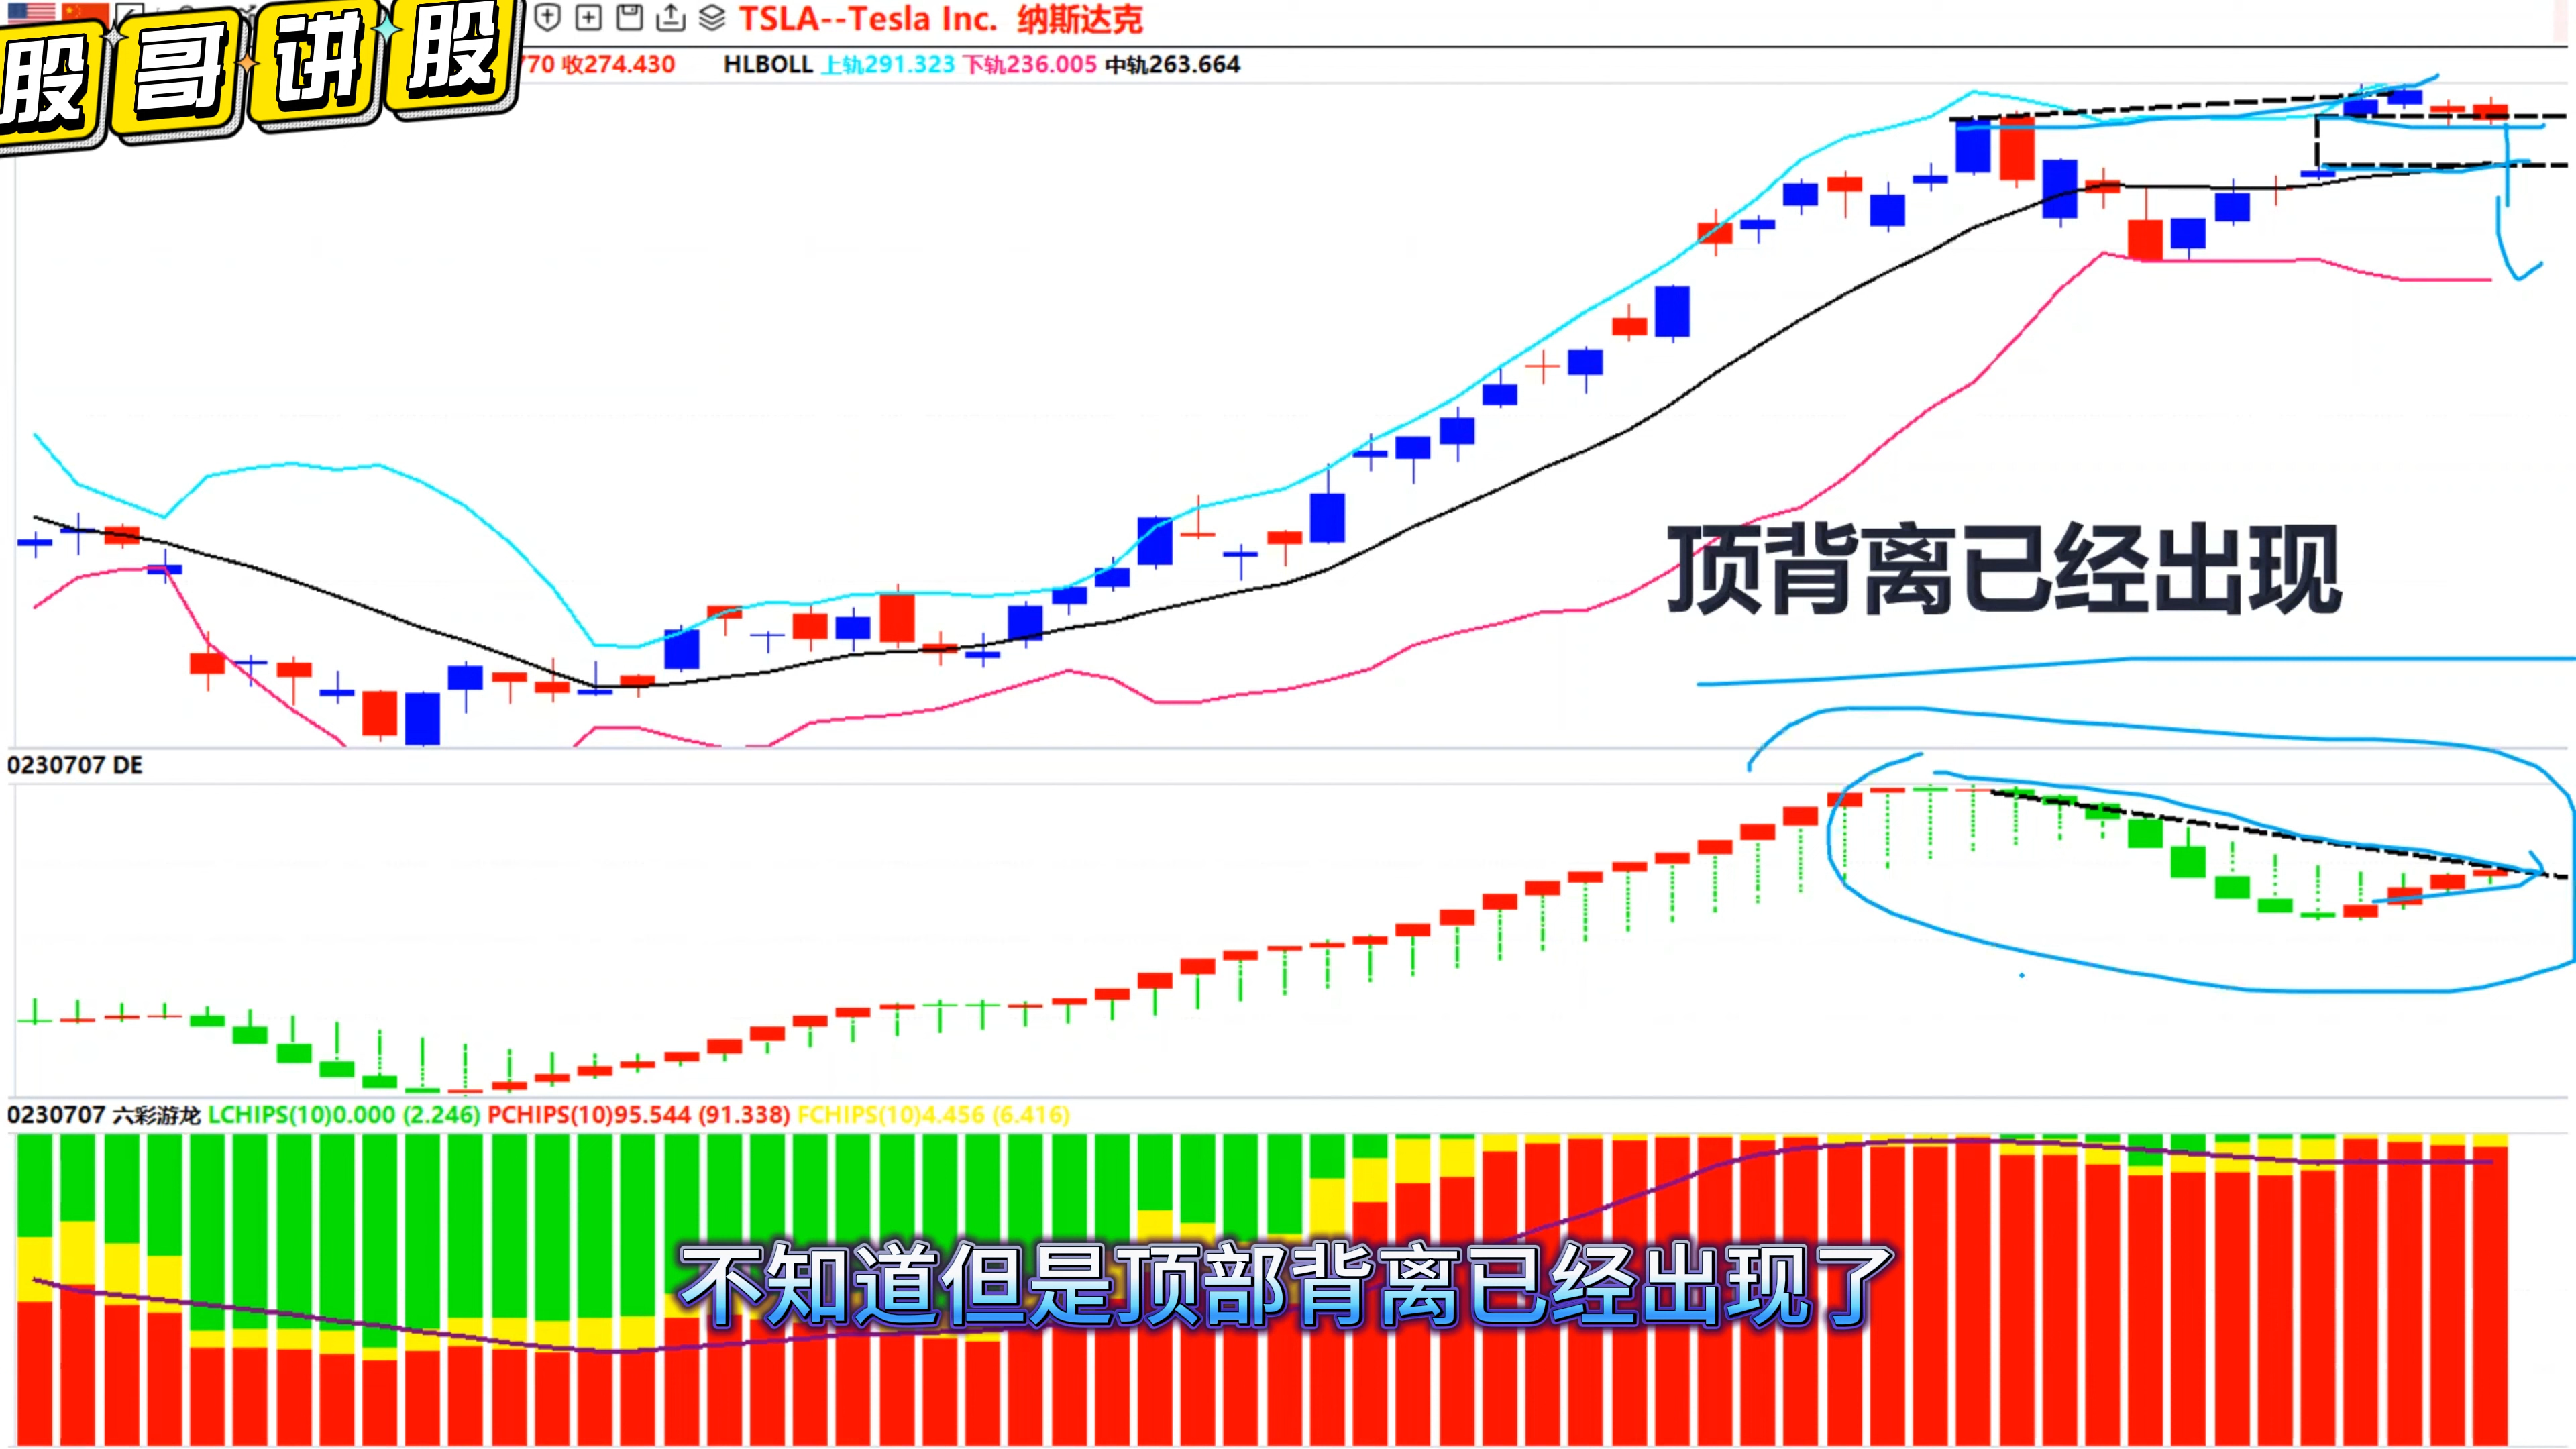 股哥讲股
TSLA--Tesla Inc. 纳斯达克
770 收274.430 HLBOLL 上轨291.323 下轨236.005 中轨263.664
顶背离已经出现
0230707 DE
0230707 六彩游龙 LCHIPS(10)0.000 (2.246) PCHIPS(10)95.544 (91.338) FCHIPS(10)4.456 (6.416)
不知道但是顶部背离已经出现了